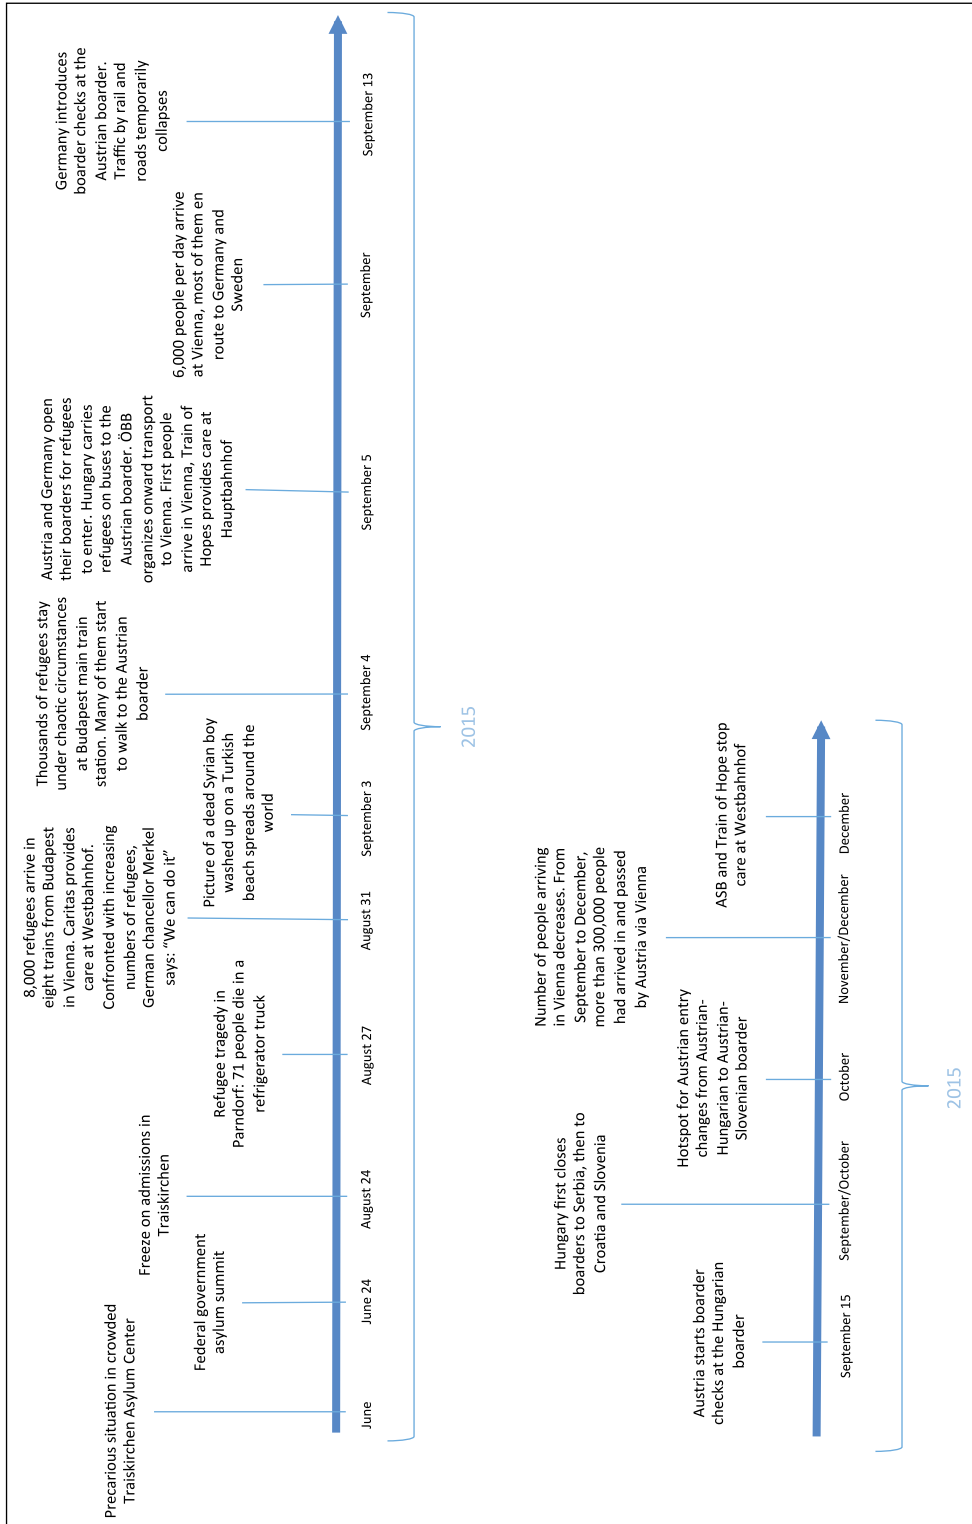 Precarious situation in crowded
Traiskirchen Asylum Center
June
Federal government
asylum summit
June 24
Freeze on admissions in
Traiskirchen
August 24
Refugee tragedy in
Parndorf: 71 people die in a
refrigerator truck
August 27
8,000 refugees arrive in
eight trains from Budapest
in Vienna. Caritas provides
care at Westbahnhof.
Confronted with increasing
numbers of refugees,
German chancellor Merkel
says: “We can do it”
August 31
Picture of a dead Syrian boy
washed up on a Turkish
beach spreads around the
world
September 3
Thousands of refugees stay
under chaotic circumstances
at Budapest main train
station. Many of them start
to walk to the Austrian
boarder
September 4
Austria and Germany open
their boarders for refugees
to enter. Hungary carries
refugees on buses to the
Austrian boarder. ÖBB
organizes onward transport
to Vienna. First people
arrive in Vienna, Train of
Hopes provides care at
Hauptbahnhof
September 5
6,000 people per day arrive
at Vienna, most of them en
route to Germany and
Sweden
September
Germany introduces
boarder checks at the
Austrian boarder.
Traffic by rail and
roads temporarily
collapses
September 13
2015
Austria starts boarder
checks at the Hungarian
boarder
September 15
Hungary first closes
boarders to Serbia, then to
Croatia and Slovenia
September/October
Hotspot for Austrian entry
changes from Austrian-
Hungarian to Austrian-
Slovenian boarder
October
Number of people arriving
in Vienna decreases. From
September to December,
more than 300,000 people
had arrived in and passed
by Austria via Vienna
November/December
ASB and Train of Hope stop
care at Westbahnhof
December
2015